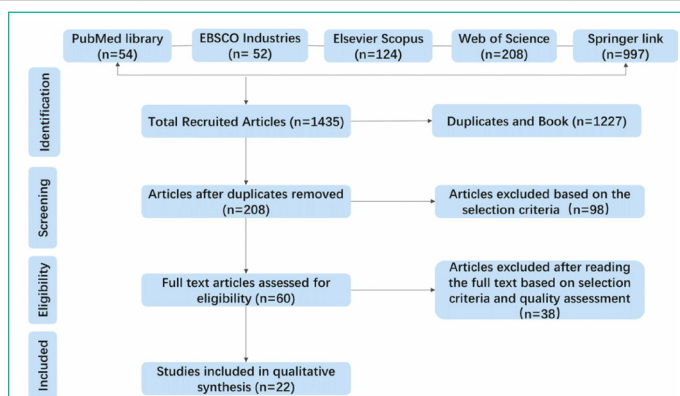 PubMed library
(n=54)
EBSCO Industries
(n= 52)
Elsevier Scopus
(n=124)
Web of Science
(n=208)
Springer link
(n=997)
Identification
Total Recruited Articles (n=1435)
Duplicates and Book (n=1227)
Screening
Articles after duplicates removed
(n=208)
Articles excluded based on the
selection criteria (n=98)
Eligibility
Full text articles assessed for
eligibility (n=60)
Articles excluded after reading
the full text based on selection
criteria and quality assessment
(n=38)
Included
Studies included in qualitative
synthesis (n=22)